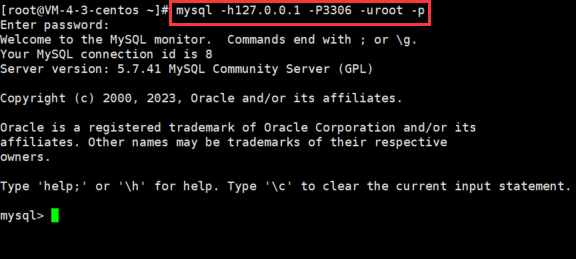 [root@VM-4-3-centos ~]# mysql -h127.0.0.1 -P3306 -uroot -p
Enter password:
Welcome to the MySQL monitor.  Commands end with ; or \g.
Your MySQL connection id is 8
Server version: 5.7.41 MySQL Community Server (GPL)

Copyright (c) 2000, 2023, Oracle and/or its affiliates.

Oracle is a registered trademark of Oracle Corporation and/or its
affiliates. Other names may be trademarks of their respective
owners.

Type 'help;' or '\h' for help. Type '\c' to clear the current input statement.

mysql>